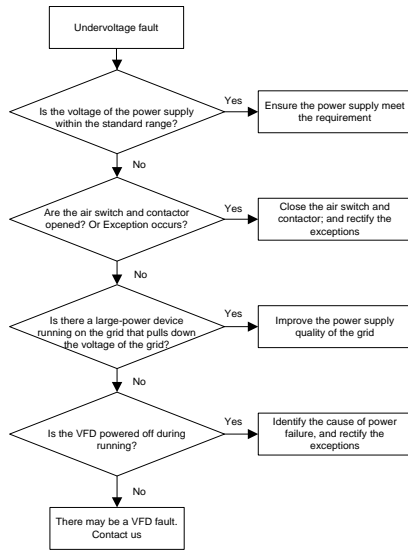 Undervoltage fault
Is the voltage of the power supply
within the standard range?
Yes
Ensure the power supply meet
the requirement
No
Are the air switch and contactor
opened? Or Exception occurs?
Yes
Close the air switch and
contactor; and rectify the
exceptions
No
Is there a large-power device
running on the grid that pulls down
the voltage of the grid?
Yes
Improve the power supply
quality of the grid
No
Is the VFD powered off during
running?
Yes
Identify the cause of power
failure, and rectify the
exceptions
No
There may be a VFD fault.
Contact us